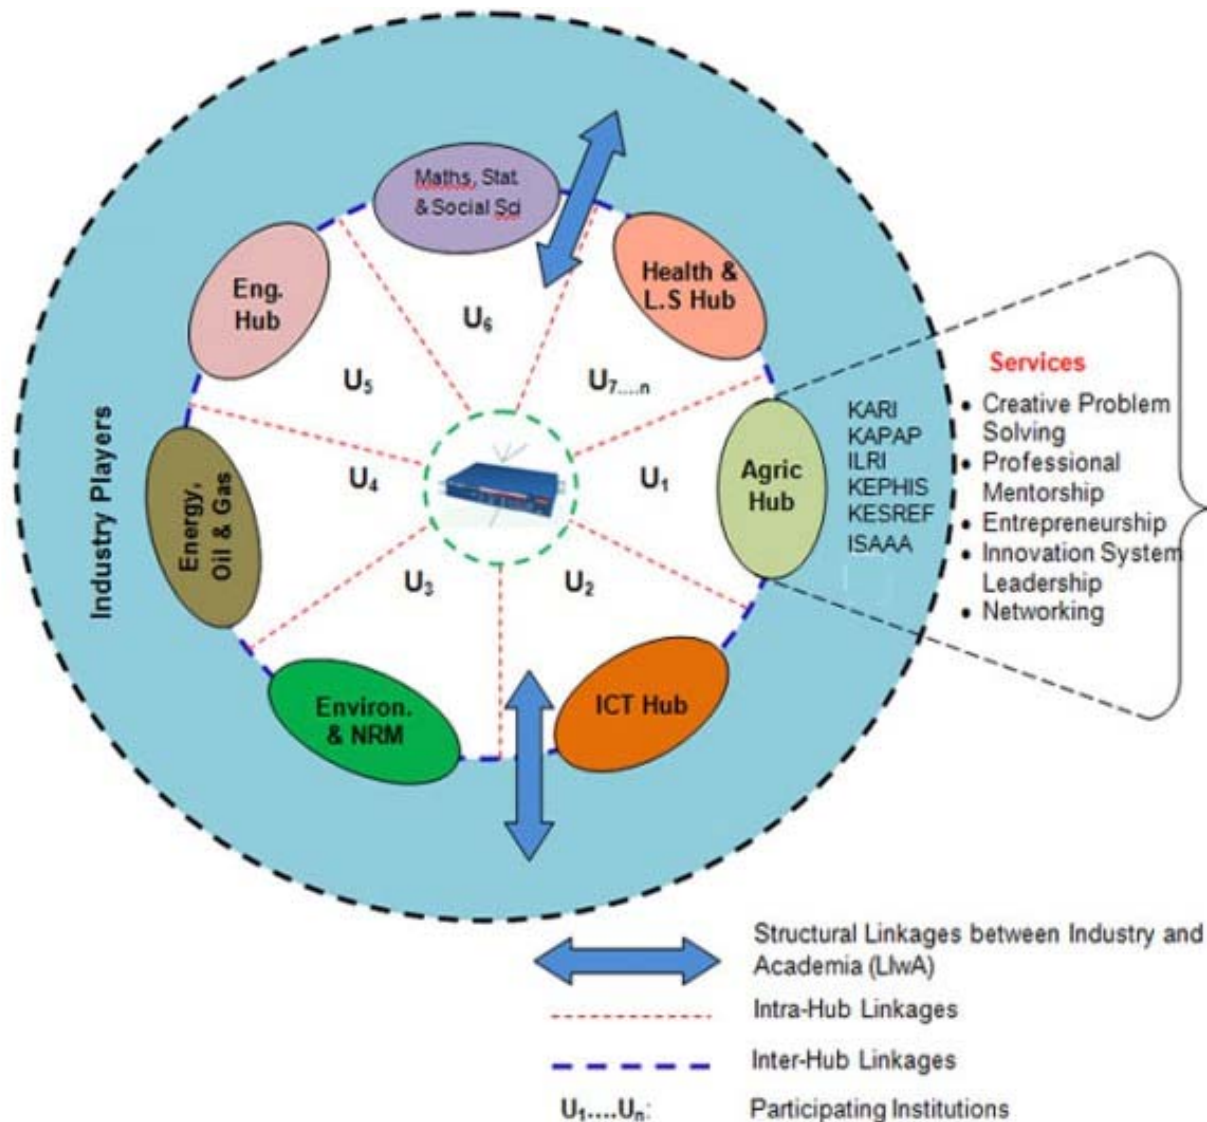 Maths, Stat.
& Social Sci
Health &
L.S Hub
Eng.
Hub
U6
U5
U7....n
Services
KARI
KAPAP
ILRI
KEPHIS
KESREF
ISAAA
• Creative Problem
Solving
• Professional
Mentorship
• Entrepreneurship
• Innovation System
Leadership
• Networking
Industry Players
Energy,
Oil & Gas
U4
U1
Agric
Hub
U3
U2
Environ.
& NRM
ICT Hub
Structural Linkages between Industry and
Academia (LIwA)
Intra-Hub Linkages
Inter-Hub Linkages
U1....Un: Participating Institutions